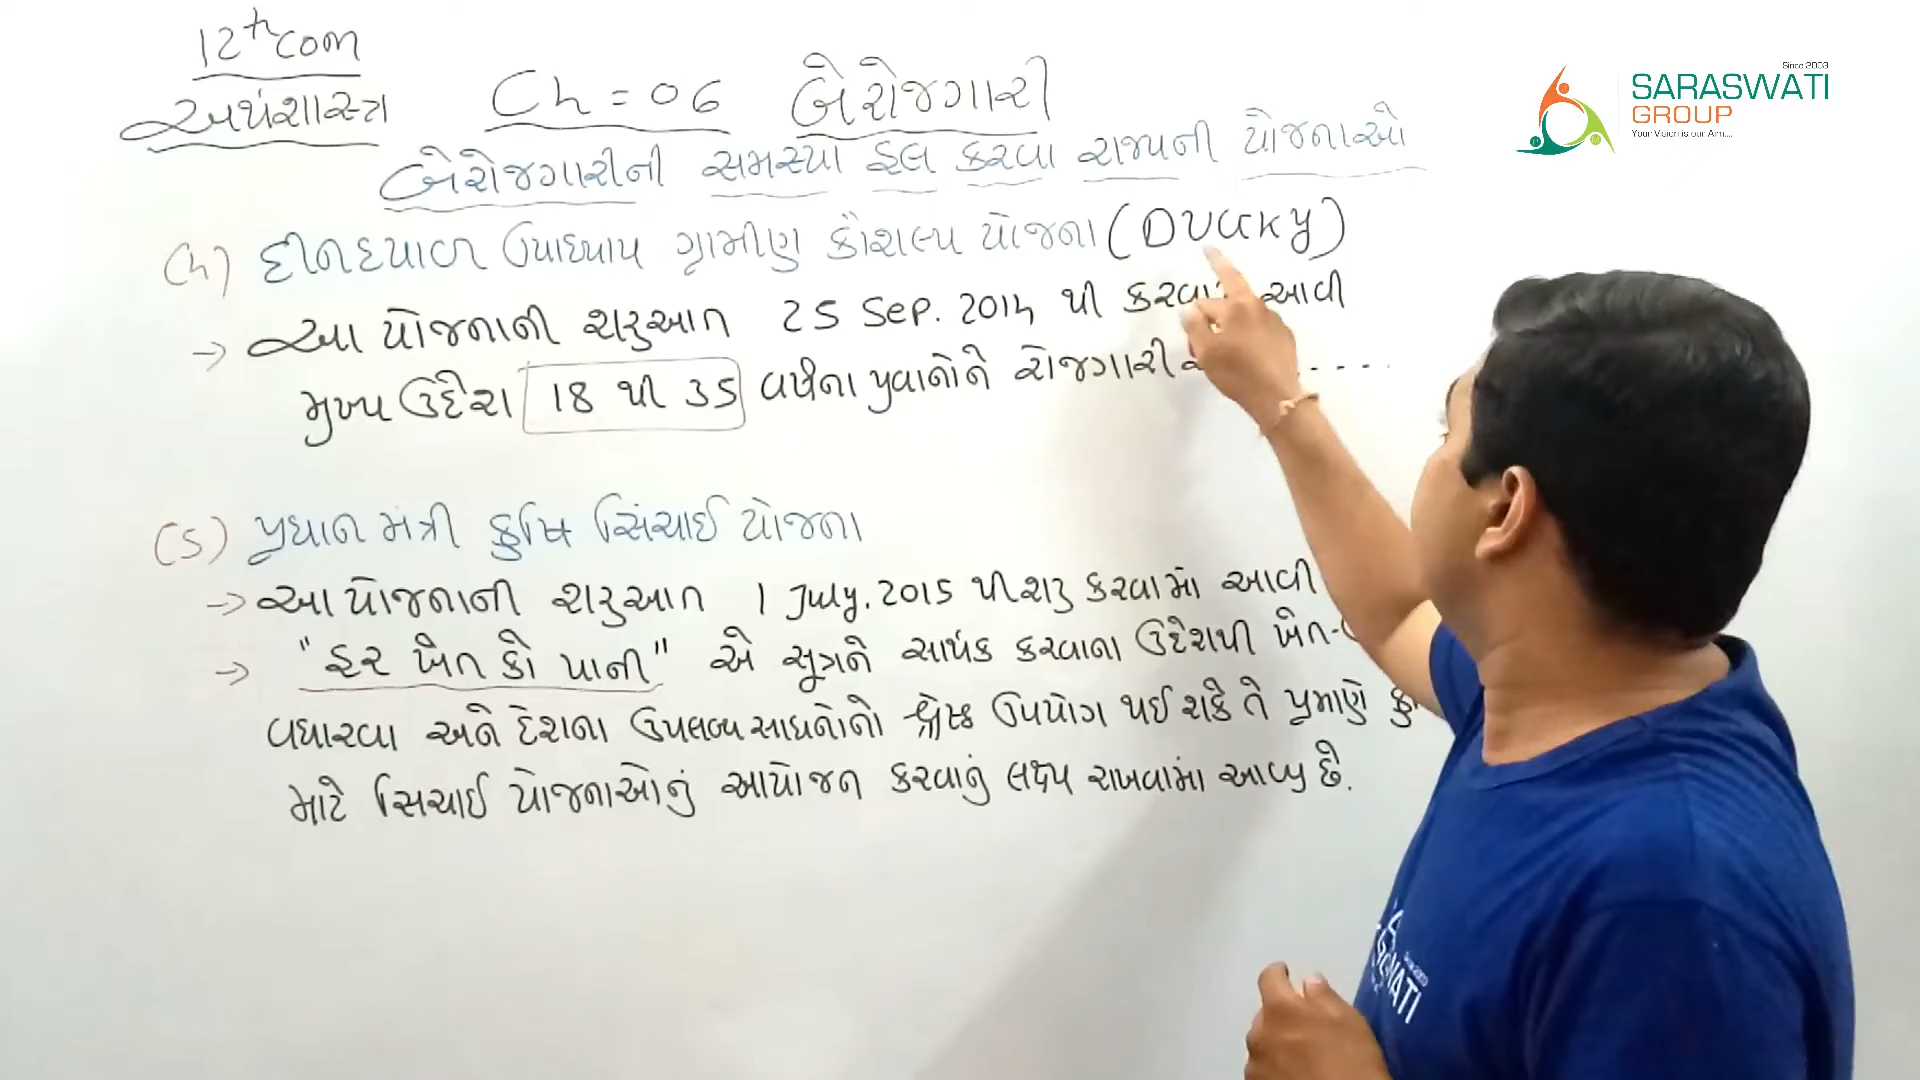 12th com
અર્થશાસ્ત્ર
Ch = 06 બેરોજગારી
બેરોજગારીની સમસ્યા હલ કરવા રાજ્યની યોજનાઓ
Since 2003
SARASWATI
GROUP
Your Vision is our Aim....
(4) દીનદયાળ ઉપાધ્યાય ગ્રામીણ કૌશલ્ય યોજના (DUGKY)
→ આ યોજનાની શરુઆત 25 Sep. 2014 થી કરવા આવી
મુખ્ય ઉદેશ 18 થી 35 વર્ષના યુવાનોને રોજગારી .....
(5) પ્રધાન મંત્રી કૃષિ સિંચાઈ યોજના
→ આ યોજનાની શરુઆત 1 July. 2015 થી શરુ કરવામાં આવી
→ "હર ખેત કો પાની" એ સૂત્રને સાર્થક કરવાના ઉદેશથી ખેત-
વધારવા અને દેશના ઉપલબ્ધ સાધનોનો શ્રેષ્ઠ ઉપયોગ થઈ શકે તે પ્રમાણે
માટે સિચાઈ યોજનાઓનું આયોજન કરવાનું લક્ષ્ય રાખવામાં આવ્યુ છે.